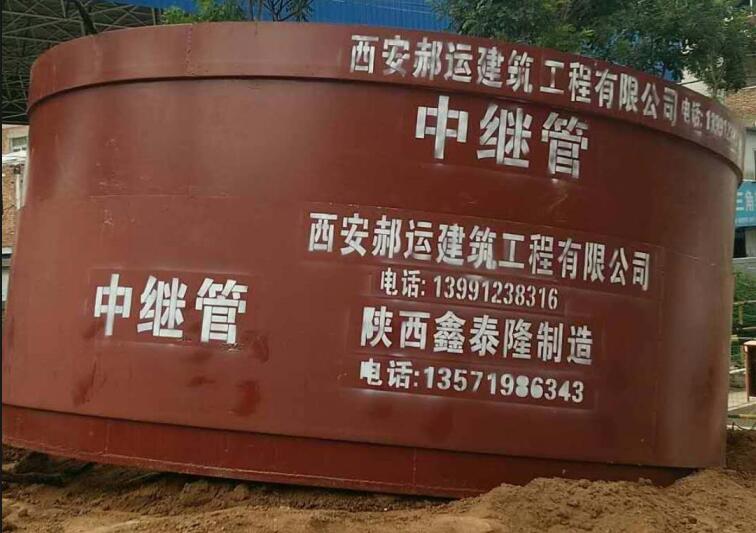 西安郝运建筑工程有限公司 电话:
中继管
西安郝运建筑工程有限公司
电话: 13991238316
中继管
陕西鑫泰隆制造
电话:13571986343